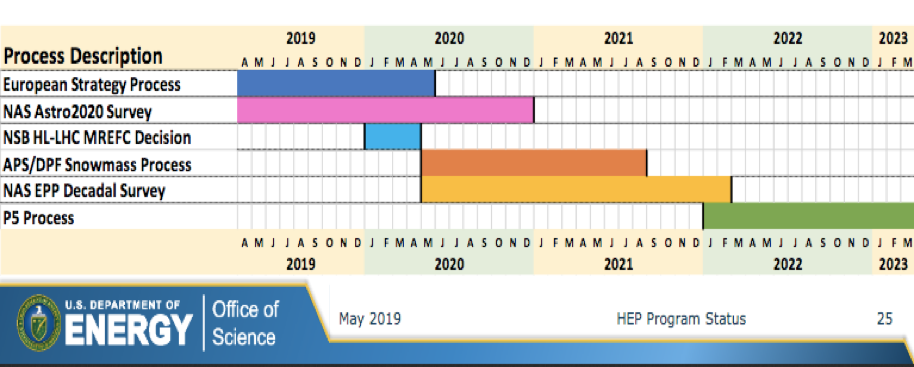 2019 2020 2021 2022 2023
Process Description A M J J A S O N D J F M A M J J A S O N D J F M A M J J A S O N D J F M A M J J A S O N D J F M
European Strategy Process
NAS Astro2020 Survey
NSB HL-LHC MREFC Decision
APS/DPF Snowmass Process
NAS EPP Decadal Survey
P5 Process
A M J J A S O N D J F M A M J J A S O N D J F M A M J J A S O N D J F M A M J J A S O N D J F M
2019 2020 2021 2022 2023
U.S. DEPARTMENT OF
ENERGY
Office of
Science
May 2019 HEP Program Status 25